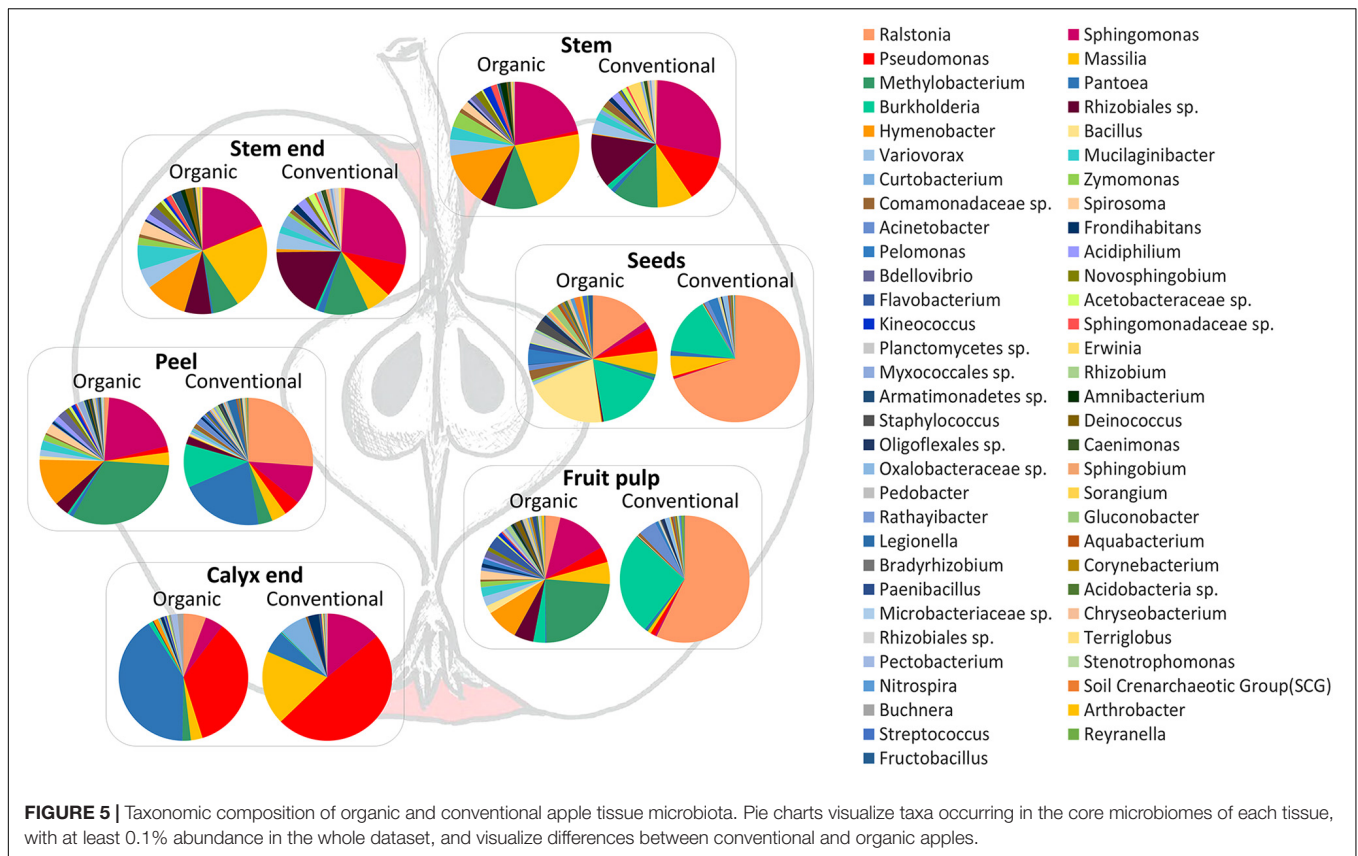 Stem
Organic Conventional
Stem end
Organic Conventional
Seeds
Organic Conventional
Peel
Organic Conventional
Fruit pulp
Organic Conventional
Calyx end
Organic Conventional
Ralstonia
Pseudomonas
Methylobacterium
Burkholderia
Hymenobacter
Variovorax
Curtobacterium
Comamonadaceae sp.
Acinetobacter
Pelomonas
Bdellovibrio
Flavobacterium
Kineococcus
Planctomycetes sp.
Myxococcales sp.
Armatimonadetes sp.
Staphylococcus
Oligoflexales sp.
Oxalobacteraceae sp.
Pedobacter
Rathayibacter
Legionella
Bradyrhizobium
Paenibacillus
Microbacteriaceae sp.
Rhizobiales sp.
Pectobacterium
Nitrospira
Buchnera
Streptococcus
Fructobacillus
Sphingomonas
Massilia
Pantoea
Rhizobiales sp.
Bacillus
Mucilaginibacter
Zymomonas
Spirosoma
Frondihabitans
Acidiphilium
Novosphingobium
Acetobacteraceae sp.
Sphingomonadaceae sp.
Erwinia
Rhizobium
Amnibacterium
Deinococcus
Caenimonas
Sphingobium
Sorangium
Gluconobacter
Aquabacterium
Corynebacterium
Acidobacteria sp.
Chryseobacterium
Terriglobus
Stenotrophomonas
Soil Crenarchaeotic Group(SCG)
Arthrobacter
Reyranella
FIGURE 5 | Taxonomic composition of organic and conventional apple tissue microbiota. Pie charts visualize taxa occurring in the core microbiomes of each tissue,
with at least 0.1% abundance in the whole dataset, and visualize differences between conventional and organic apples.